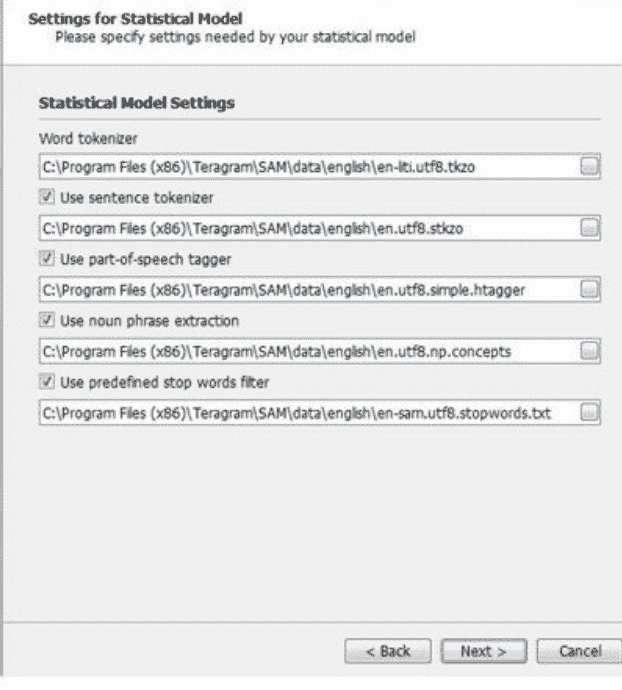 Settings for Statistical Model
Please specify settings needed by your statistical model
Statistical Model Settings
Word tokenizer
C:\Program Files (x86)\Teragram\SAM\data\english\en-liti.utf8.tkzo
Use sentence tokenizer
C:\Program Files (x86)\Teragram\SAM\data\english\en.utf8.stkzo
Use part-of-speech tagger
C:\Program Files (x86)\Teragram\SAM\data\english\en.utf8.simple.htagger
Use noun phrase extraction
C:\Program Files (x86)\Teragram\SAM\data\english\en.utf8.np.concepts
Use predefined stop words filter
C:\Program Files (x86)\Teragram\SAM\data\english\en-sam.utf8.stopwords.txt
< Back Next > Cancel